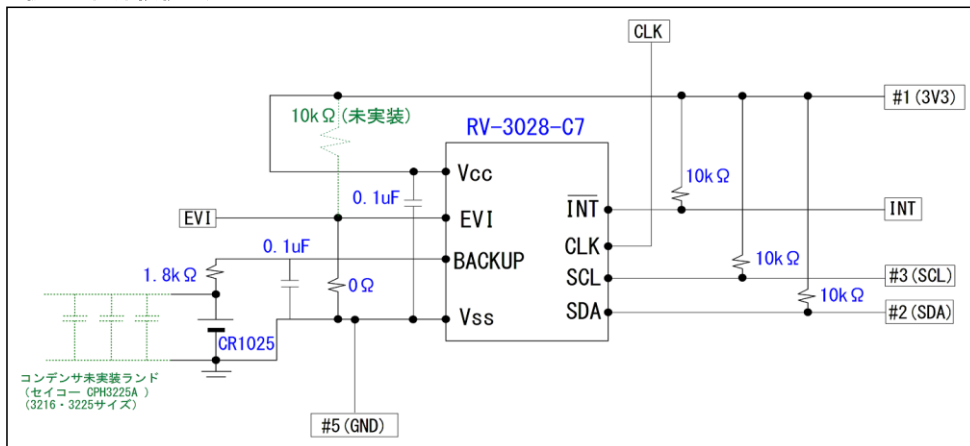 CLK
#1(3V3)
10kΩ(未実装)
RV-3028-C7
Vcc
10kΩ
0.1uF
EVI
EVI
INT
INT
0.1uF
CLK
BACKUP
10kΩ
1.8kΩ
0Ω
SCL
#3(SCL)
10kΩ
Vss
SDA
#2(SDA)
CR1025
コンデンサ未実装ランド
(セイコー CPH3225A )
(3216・3225サイズ)
#5(GND)